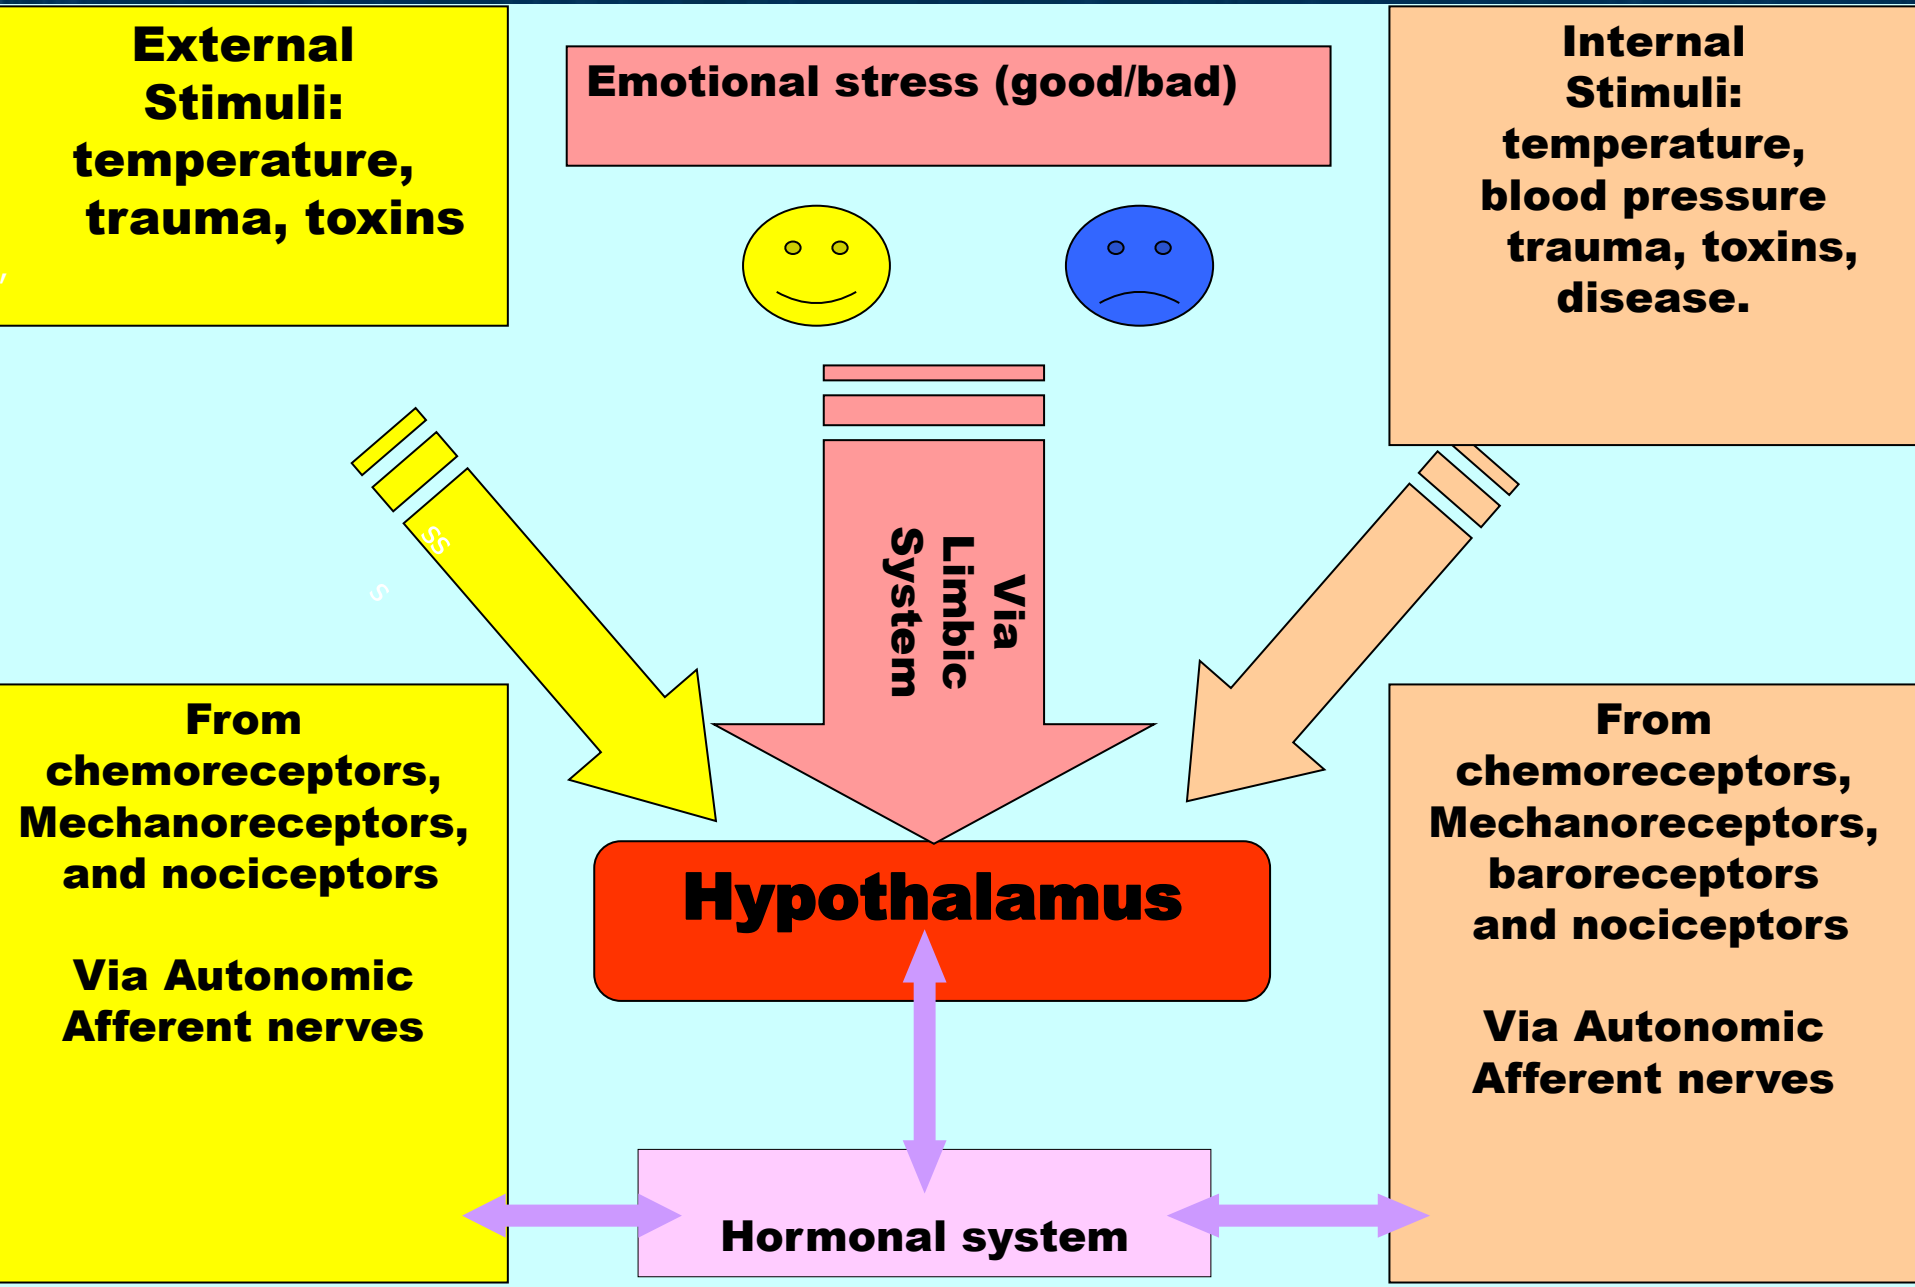 External
Stimuli:
temperature,
trauma, toxins
Emotional stress (good/bad)
Internal
Stimuli:
temperature,
blood pressure
trauma, toxins,
disease.
ss
s
Via
Limbic
System
From
chemoreceptors,
Mechanoreceptors,
and nociceptors
Via Autonomic
Afferent nerves
Hypothalamus
From
chemoreceptors,
Mechanoreceptors,
baroreceptors
and nociceptors
Via Autonomic
Afferent nerves
Hormonal system